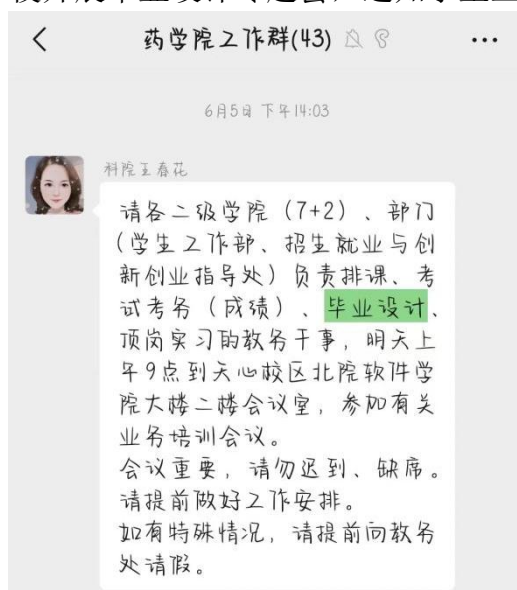 药学院工作群(43)
6月5日 下午14:03
科院王春花
请各二级学院（7+2）、部门
（学生工作部、招生就业与创
新创业指导处）负责排课、考
试考务（成绩）、毕业设计、
顶岗实习的教务干事，明天上
午9点到天心校区北院软件学
院大楼二楼会议室，参加有关
业务培训会议。
会议重要，请勿迟到、缺席。
请提前做好工作安排。
如有特殊情况，请提前向教务
处请假。